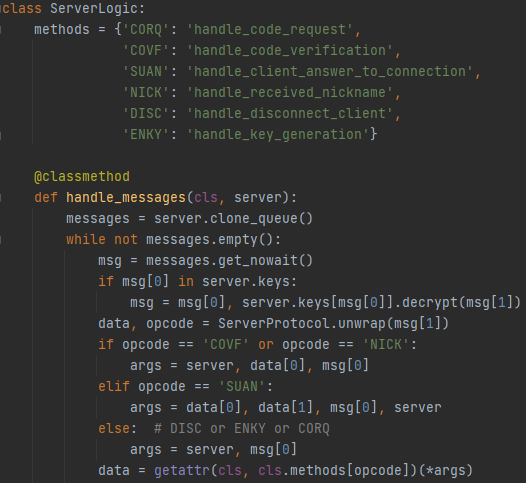 class ServerLogic:
    methods = {'CORQ': 'handle_code_request',
               'COVF': 'handle_code_verification',
               'SUAN': 'handle_client_answer_to_connection',
               'NICK': 'handle_received_nickname',
               'DISC': 'handle_disconnect_client',
               'ENKY': 'handle_key_generation'}

    @classmethod
    def handle_messages(cls, server):
        messages = server.clone_queue()
        while not messages.empty():
            msg = messages.get_nowait()
            if msg[0] in server.keys:
                msg = msg[0], server.keys[msg[0]].decrypt(msg[1])
            data, opcode = ServerProtocol.unwrap(msg[1])
            if opcode == 'COVF' or opcode == 'NICK':
                args = server, data[0], msg[0]
            elif opcode == 'SUAN':
                args = data[0], data[1], msg[0], server
            else:  # DISC or ENKY or CORQ
                args = server, msg[0]
            data = getattr(cls, cls.methods[opcode])(*args)